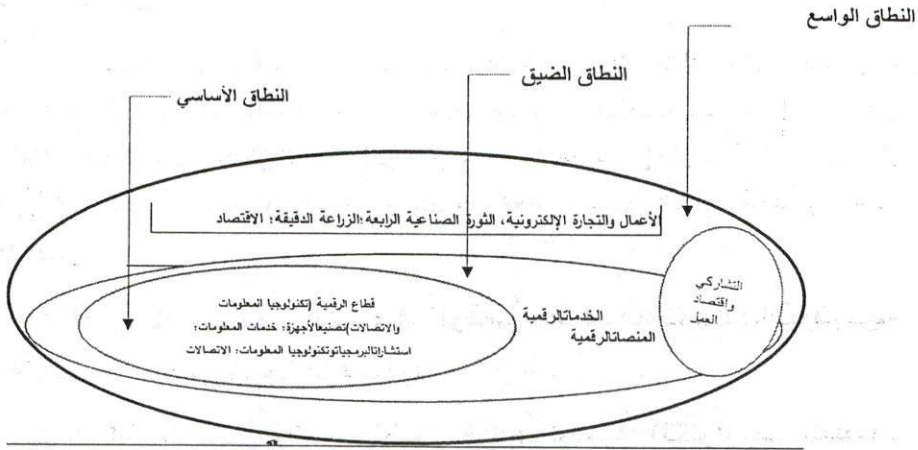 النطاق الواسع
النطاق الضيق
النطاق الأساسي
الأعمال والتجارة الإلكترونية، الثورة الصناعية الرابعة؛الزراعة الدقيقة؛ الاقتصاد
التشاركي
واقتصاد
العمل
قطاع الرقمية (تكنولوجيا المعلومات
والاتصالات)تصنيعالأجهزة؛ خدمات المعلومات؛
استشاراتالبرمجياتوتكنولوجيا المعلومات؛ الاتصالات
الخدماتالرقمية
المنصاتالرقمية